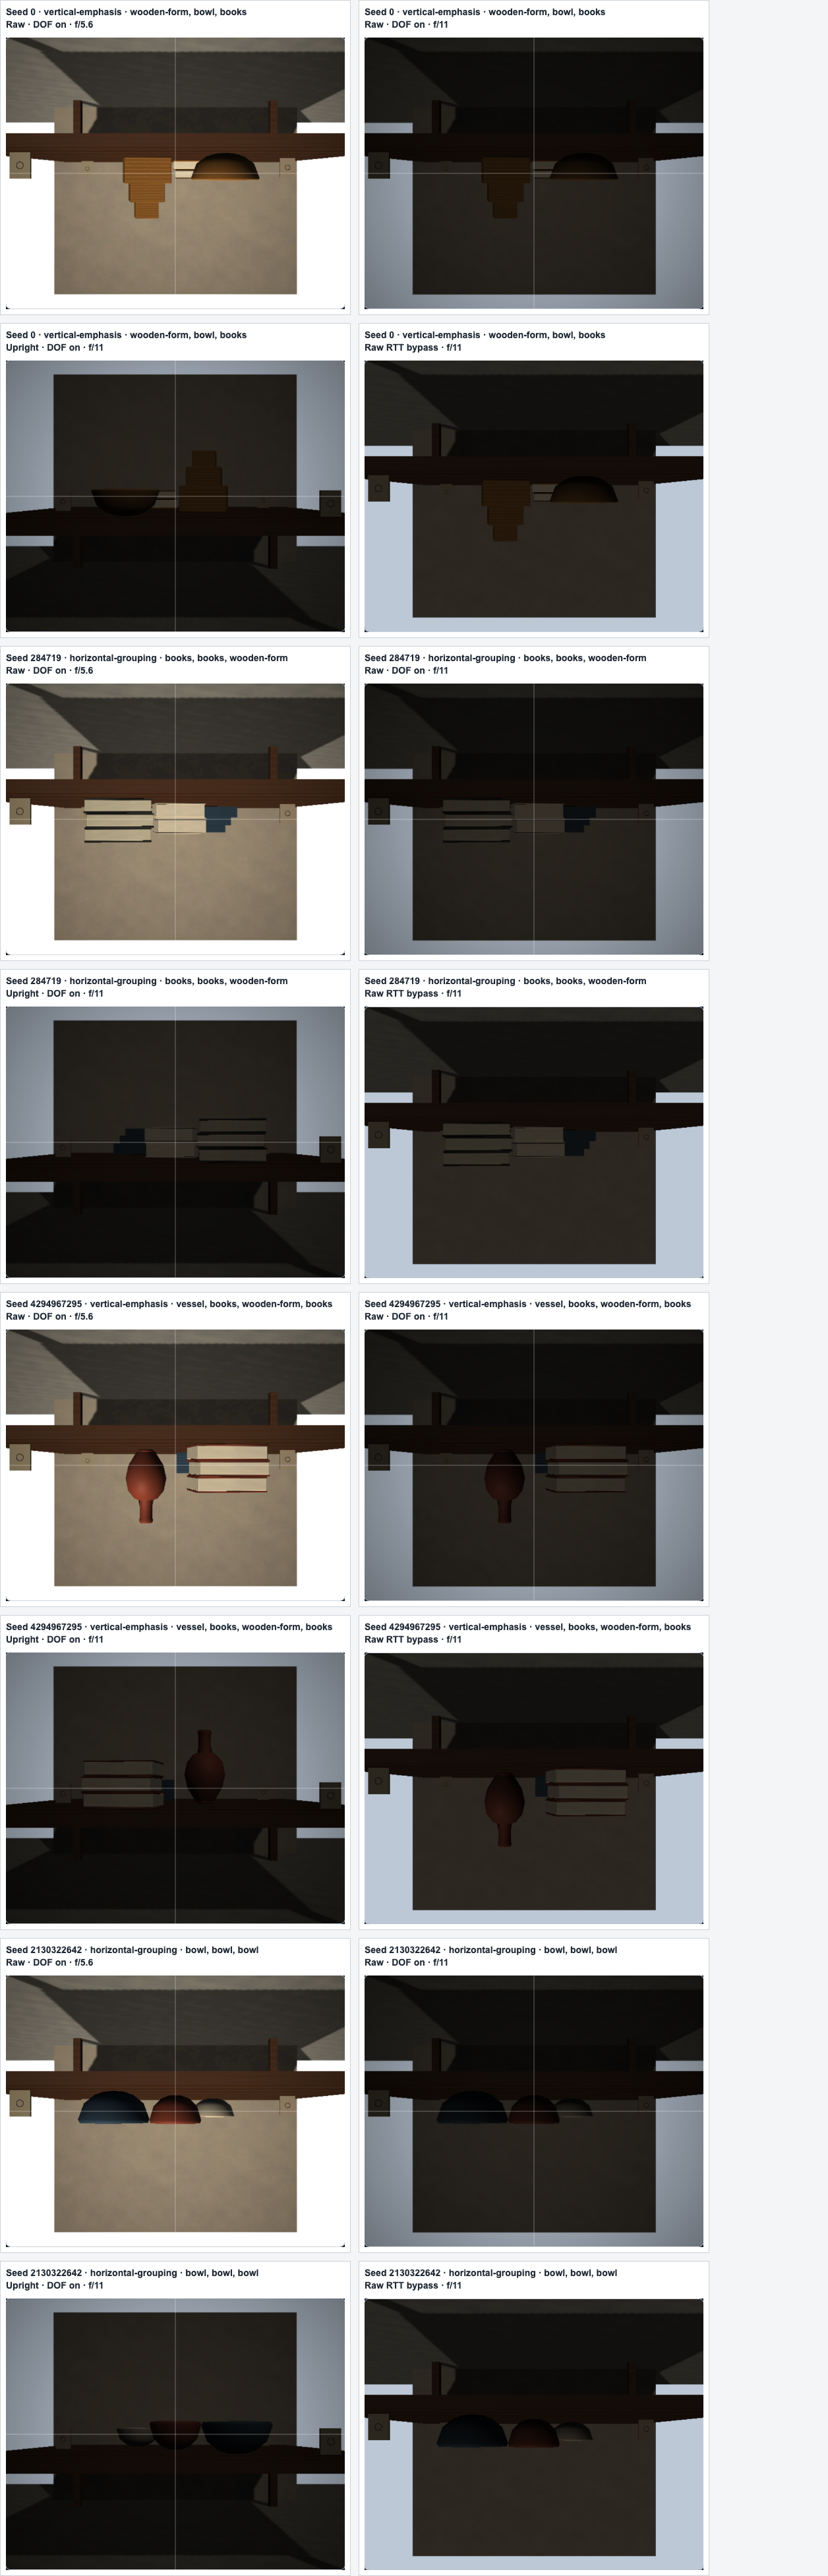 Seed 0 · vertical-emphasis · wooden-form, bowl, books
Raw · DOF on · f/5.6
Seed 0 · vertical-emphasis · wooden-form, bowl, books
Raw · DOF on · f/11
Seed 0 · vertical-emphasis · wooden-form, bowl, books
Upright · DOF on · f/11
Seed 0 · vertical-emphasis · wooden-form, bowl, books
Raw RTT bypass · f/11
Seed 284719 · horizontal-grouping · books, books, wooden-form
Raw · DOF on · f/5.6
Seed 284719 · horizontal-grouping · books, books, wooden-form
Raw · DOF on · f/11
Seed 284719 · horizontal-grouping · books, books, wooden-form
Upright · DOF on · f/11
Seed 284719 · horizontal-grouping · books, books, wooden-form
Raw RTT bypass · f/11
Seed 4294967295 · vertical-emphasis · vessel, books, wooden-form, books
Raw · DOF on · f/5.6
Seed 4294967295 · vertical-emphasis · vessel, books, wooden-form, books
Raw · DOF on · f/11
Seed 4294967295 · vertical-emphasis · vessel, books, wooden-form, books
Upright · DOF on · f/11
Seed 4294967295 · vertical-emphasis · vessel, books, wooden-form, books
Raw RTT bypass · f/11
Seed 2130322642 · horizontal-grouping · bowl, bowl, bowl
Raw · DOF on · f/5.6
Seed 2130322642 · horizontal-grouping · bowl, bowl, bowl
Raw · DOF on · f/11
Seed 2130322642 · horizontal-grouping · bowl, bowl, bowl
Upright · DOF on · f/11
Seed 2130322642 · horizontal-grouping · bowl, bowl, bowl
Raw RTT bypass · f/11